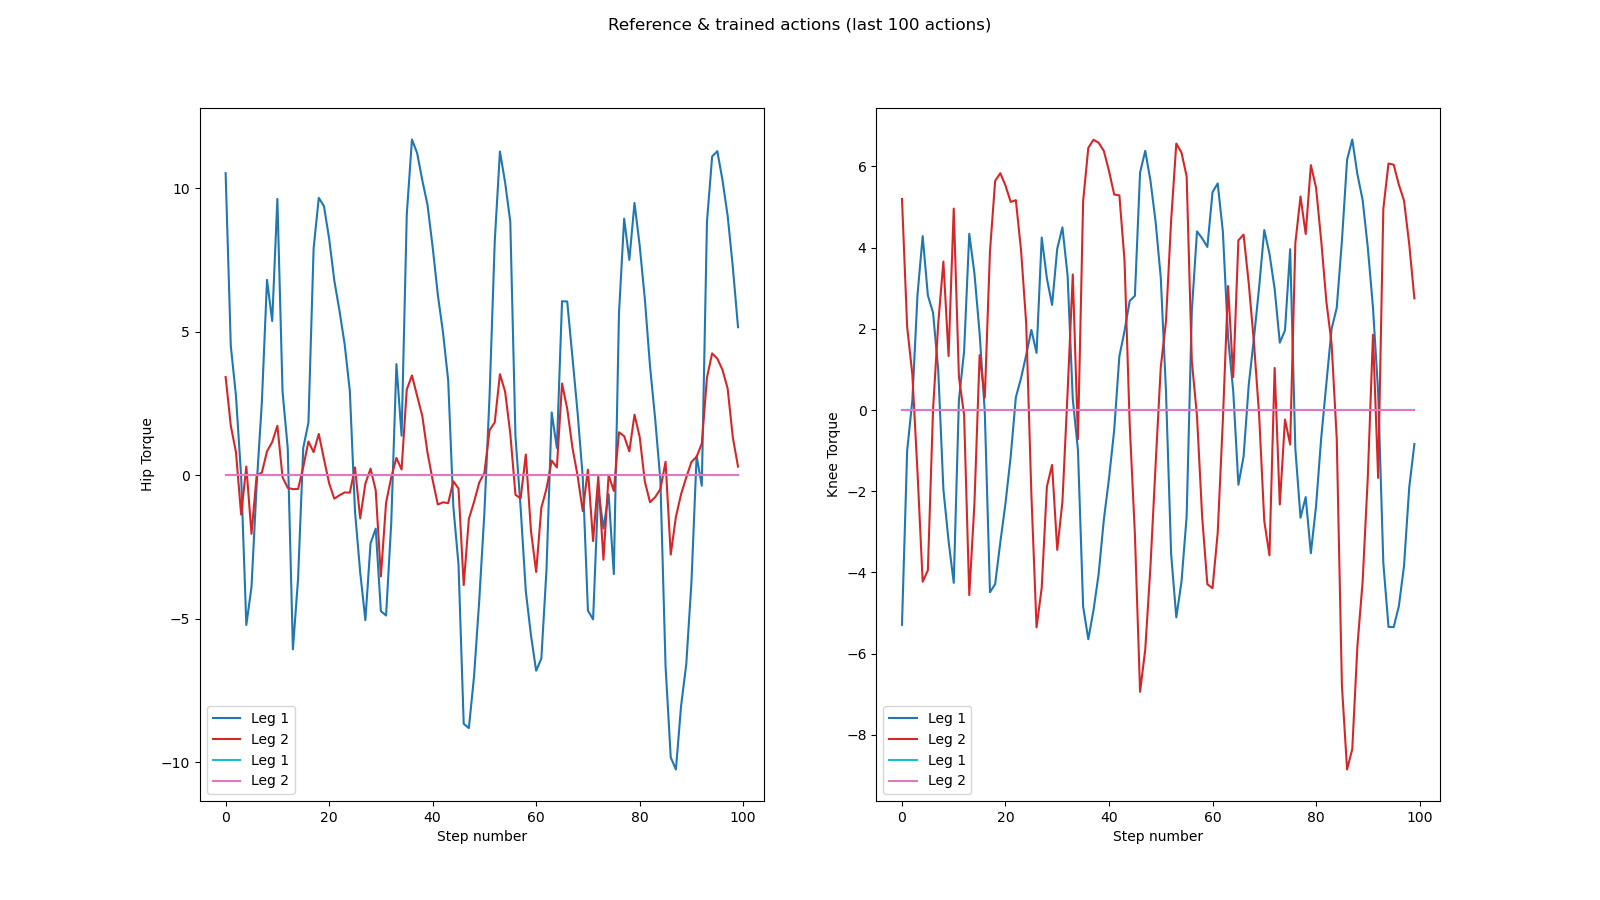 Reference & trained actions (last 100 actions)
Hip Torque
10
5
0
−5
−10
Leg 1
Leg 2
Leg 1
Leg 2
0 20 40 60 80 100
Step number
Knee Torque
6
4
2
0
−2
−4
−6
−8
Leg 1
Leg 2
Leg 1
Leg 2
0 20 40 60 80 100
Step number